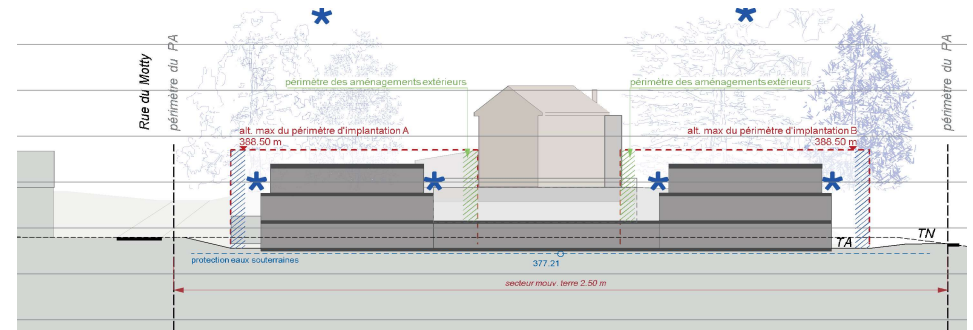 Rue du Motty
périmètre du PA
périmètre du PA
périmètre des aménagements extérieurs
périmètre des aménagements extérieurs
alt. max du périmètre d'implantation A
388.50 m
alt. max du périmètre d'implantation B
388.50 m
TA
TN
protection eaux souterraines
377.21
secteur mouv. terre 2.50 m